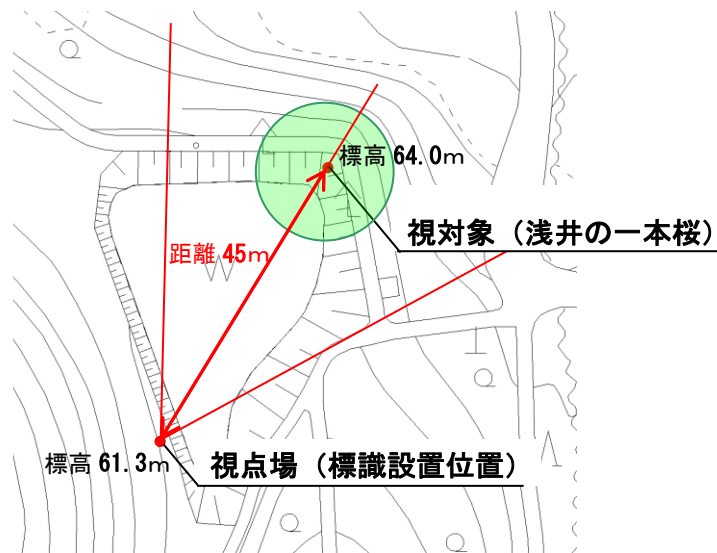 標高 64.0m
視対象（浅井の一本桜）
距離 45m
標高 61.3m
視点場（標識設置位置）